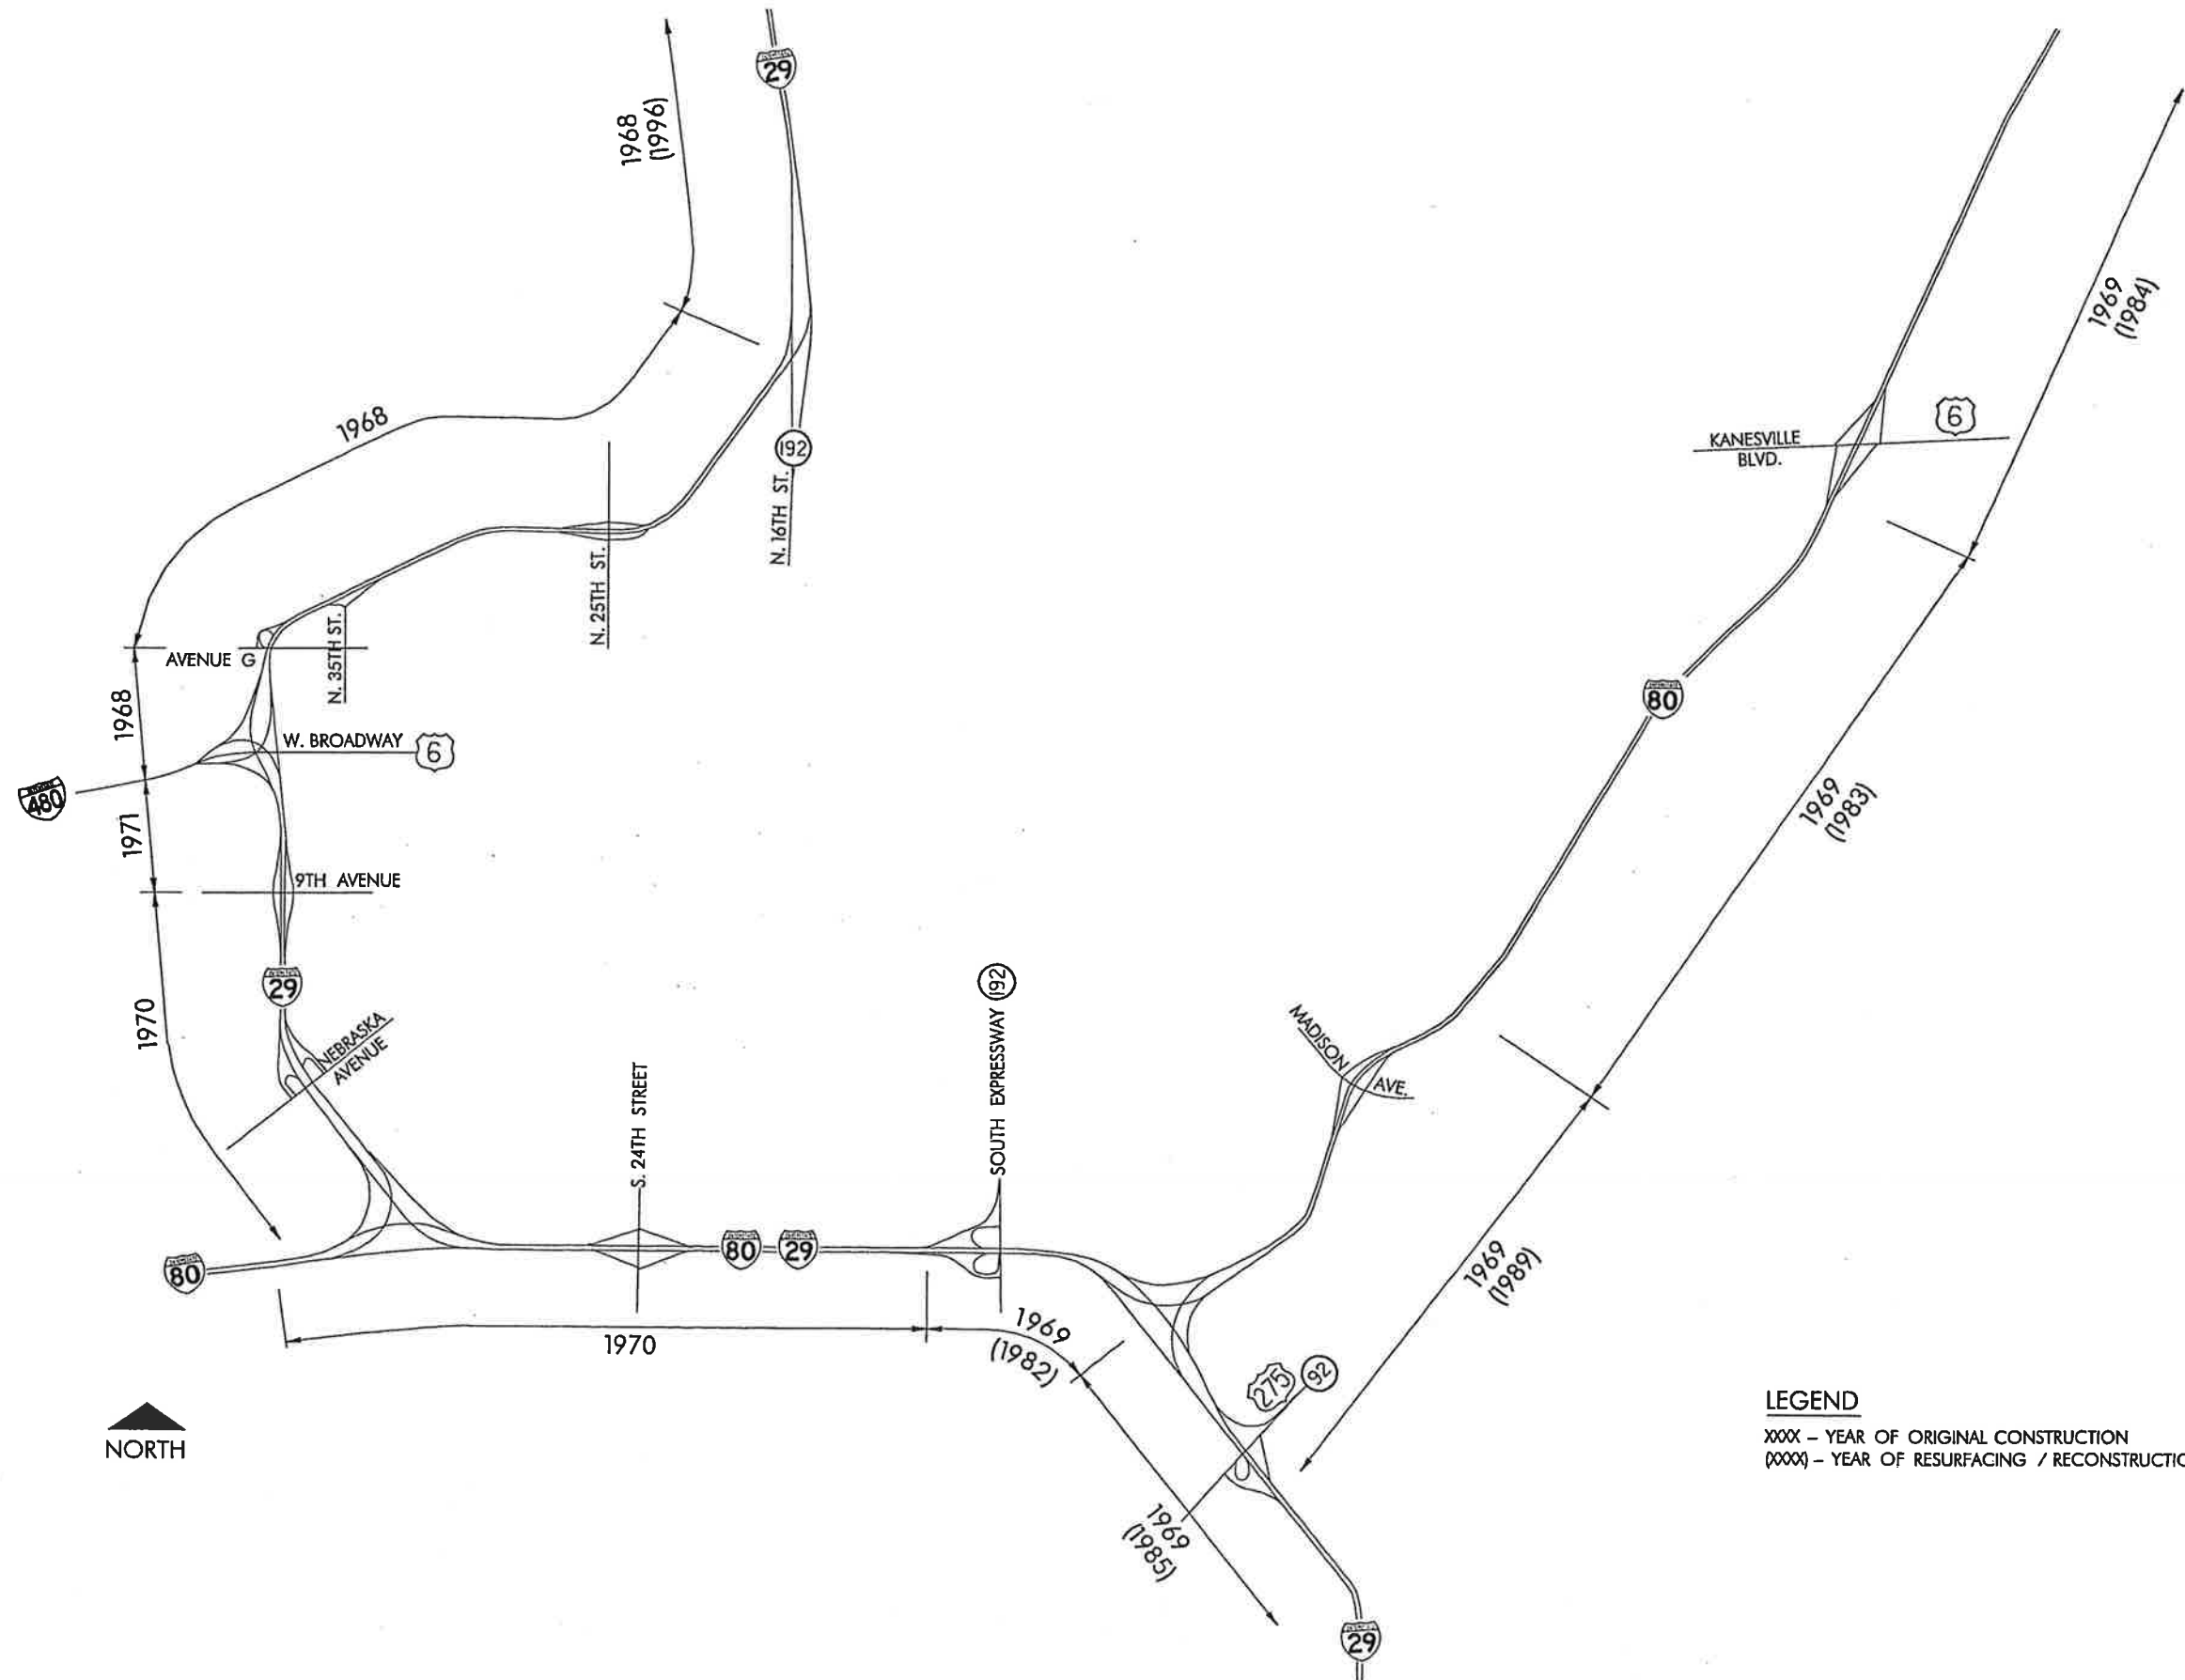 29
1968
(1996)
1969
(1984)
6
KANESVILLE
BLVD.
1968
192
N. 16TH ST.
N. 25TH ST.
N. 35TH ST.
AVENUE G
80
1968
W. BROADWAY
6
480
1971
1969
(1983)
9TH AVENUE
29
192
SOUTH EXPRESSWAY
1970
NEBRASKA
AVENUE
MADISON
AVE.
S. 24TH STREET
80
80
29
1969
(1989)
1970
1969
(1982)
275
92
NORTH
LEGEND
XXXX – YEAR OF ORIGINAL CONSTRUCTION
(XXXX) – YEAR OF RESURFACING / RECONSTRUCTIO
1969
(1985)
29